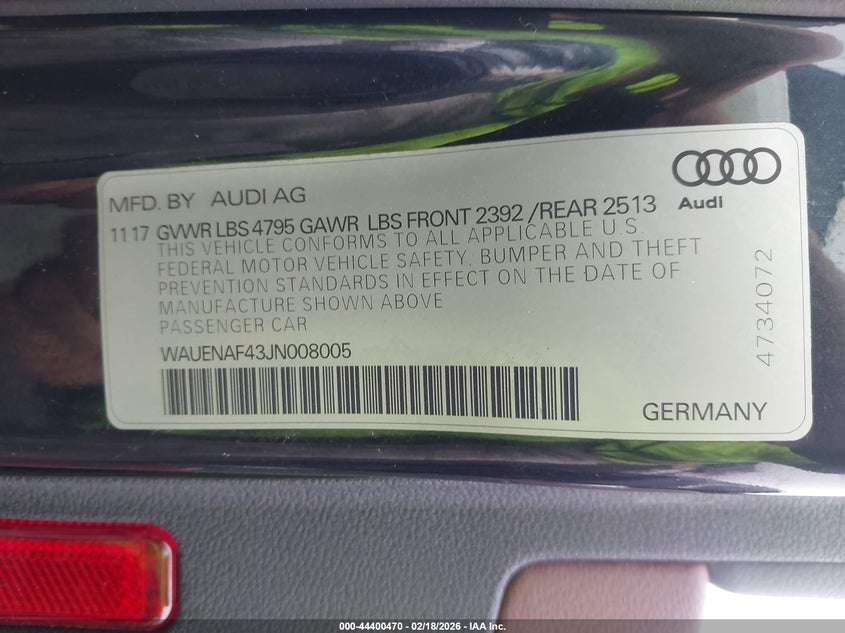 MFD. BY AUDI AG
Audi
11 17 GVWR LBS 4795 GAWR LBS FRONT 2392 /REAR 2513
THIS VEHICLE CONFORMS TO ALL APPLICABLE U.S.
FEDERAL MOTOR VEHICLE SAFETY, BUMPER AND THEFT
PREVENTION STANDARDS IN EFFECT ON THE DATE OF
MANUFACTURE SHOWN ABOVE
PASSENGER CAR
WAUENAF43JN008005
4734072
GERMANY
000-44400470 - 02/18/2026 - IAA Inc.